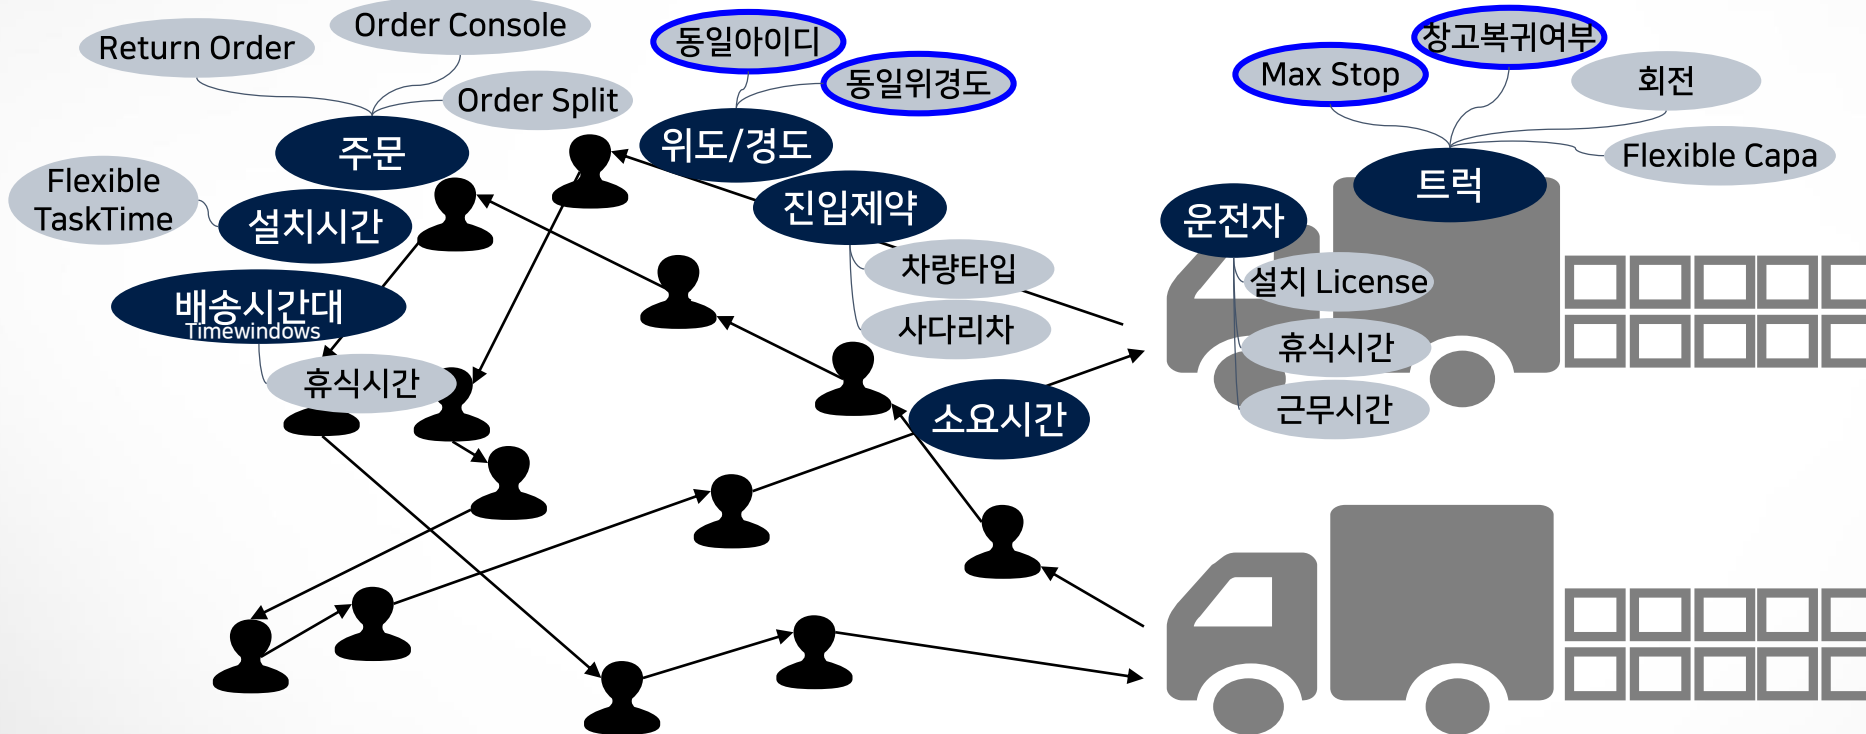 Return Order
Order Console
Order Split
주문
동일아이디
동일위경도
위도/경도
Max Stop
창고복귀여부
회전
Flexible Capa
트럭
Flexible
TaskTime
설치시간
진입제약
차량타입
사다리차
운전자
설치 License
휴식시간
근무시간
배송시간대
Timewindows
휴식시간
소요시간